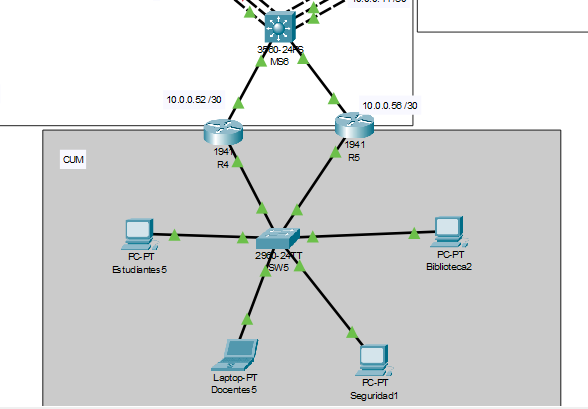 3560-24PS
MS6
10.0.0.52 /30
10.0.0.56 /30
1941
R4
1941
R5
CUM
2960-24TT
SW5
PC-PT
Estudiantes5
PC-PT
Biblioteca2
Laptop-PT
Docentes5
PC-PT
Seguridad1